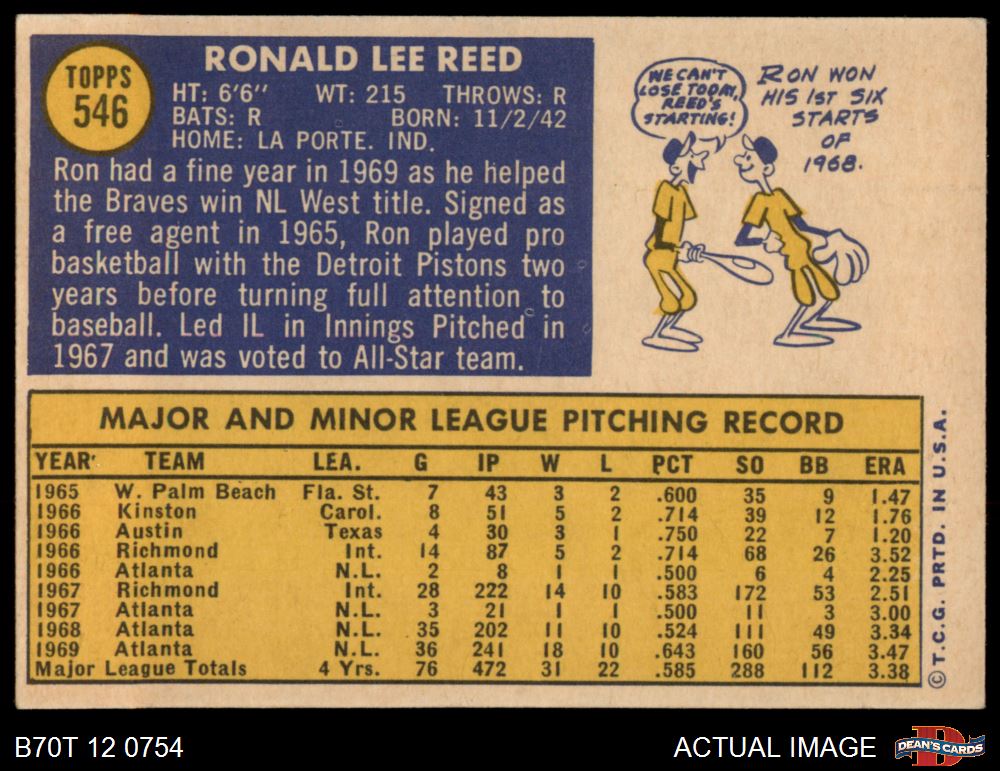 TOPPS
546
RONALD LEE REED
HT: 6'6" WT: 215 THROWS: R
BATS: R BORN: 11/2/42
HOME: LA PORTE. IND.
Ron had a fine year in 1969 as he helped
the Braves win NL West title. Signed as
a free agent in 1965, Ron played pro
basketball with the Detroit Pistons two
years before turning full attention to
baseball. Led IL in Innings Pitched in
1967 and was voted to All-Star team.
WE CAN'T
LOSE TODAY,
REED'S
STARTING!
RON WON
HIS 1ST SIX
STARTS
OF
1968.
MAJOR AND MINOR LEAGUE PITCHING RECORD
YEAR TEAM LEA. G IP W L PCT SO BB ERA
1965 W. Palm Beach Fla. St. 7 43 3 2 .600 35 9 1.47
1966 Kinston Carol. 8 51 5 2 .714 39 12 1.76
1966 Austin Texas 4 30 3 1 .750 22 7 1.20
1966 Richmond Int. 14 87 5 2 .714 68 26 3.52
1966 Atlanta N.L. 2 8 1 1 .500 6 4 2.25
1967 Richmond Int. 28 222 14 10 .583 172 53 2.51
1967 Atlanta N.L. 3 21 1 1 .500 11 3 3.00
1968 Atlanta N.L. 35 202 11 10 .524 111 49 3.34
1969 Atlanta N.L. 36 241 18 10 .643 160 56 3.47
Major League Totals 4 Yrs. 76 472 31 22 .585 288 112 3.38
©T.C.G. PRTD. IN U.S.A.
B70T 12 0754
ACTUAL IMAGE
DEAN'S CARDS